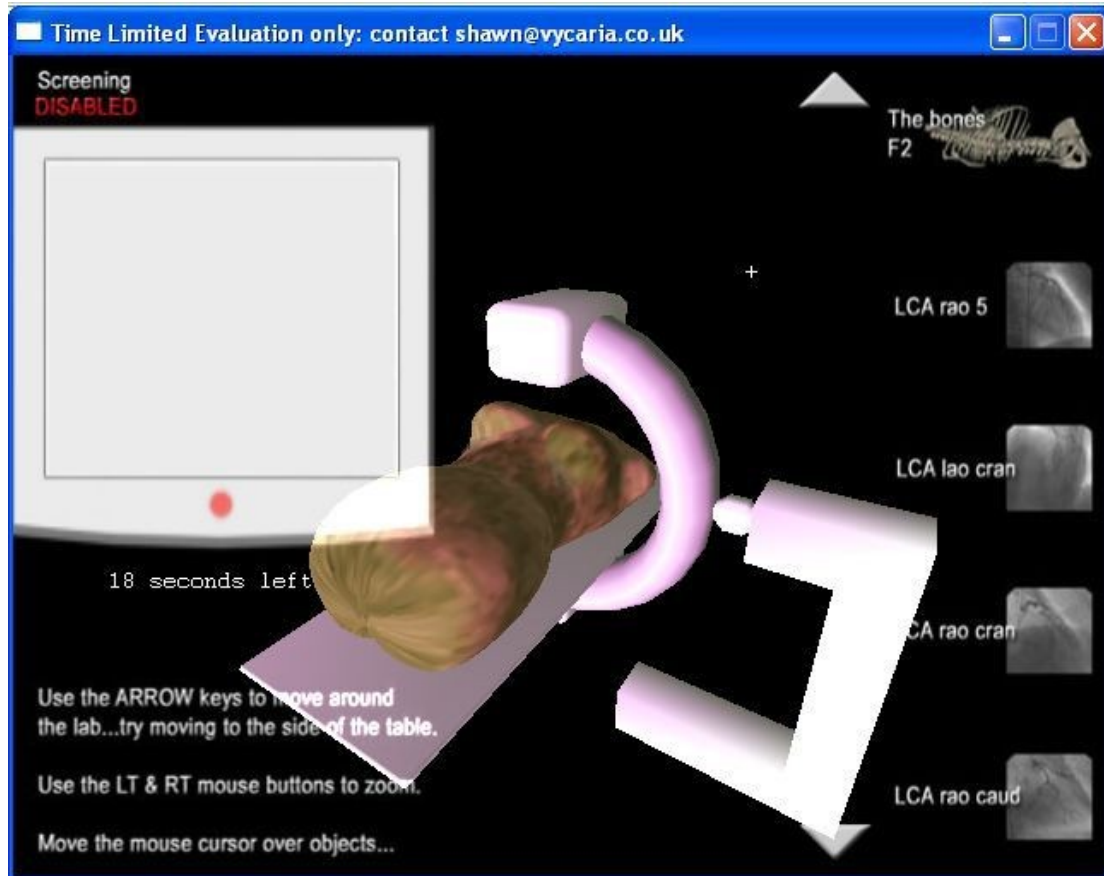 Time Limited Evaluation only: contact shawn@vycaria.co.uk
Screening
DISABLED
The bones
F2
LCA rao 5
LCA lao cran
LCA rao cran
LCA rao caud
18 seconds left
Use the ARROW keys to move around
the lab...try moving to the side of the table.
Use the LT & RT mouse buttons to zoom.
Move the mouse cursor over objects...